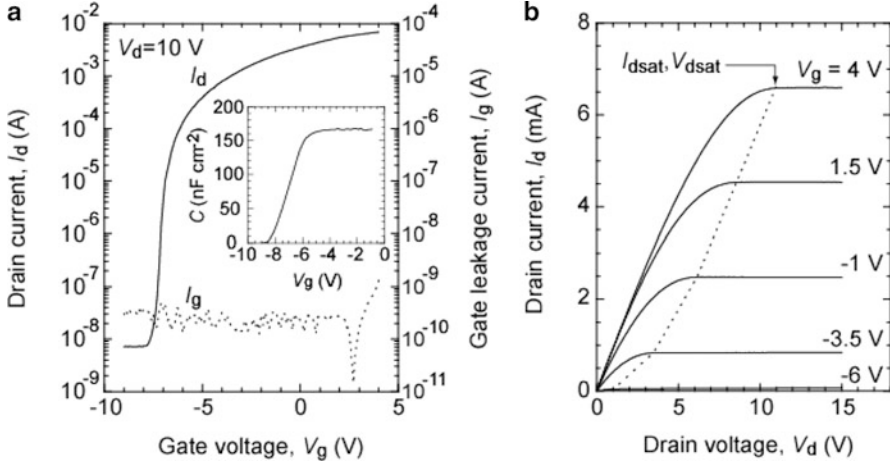 a
V_d=10 V
I_d
I_g
Drain current, I_d (A)
10^-2
10^-3
10^-4
10^-5
10^-6
10^-7
10^-8
10^-9
-10
-5
0
5
Gate voltage, V_g (V)
10^-4
10^-5
10^-6
10^-7
10^-8
10^-9
10^-10
10^-11
Gate leakage current, I_g (A)
C (nF cm^-2)
200
150
100
50
0
-10
-8
-6
-4
-2
0
V_g (V)
b
I_dsat, V_dsat
V_g = 4 V
1.5 V
-1 V
-3.5 V
-6 V
Drain current, I_d (mA)
8
6
4
2
0
0
5
10
15
Drain voltage, V_d (V)